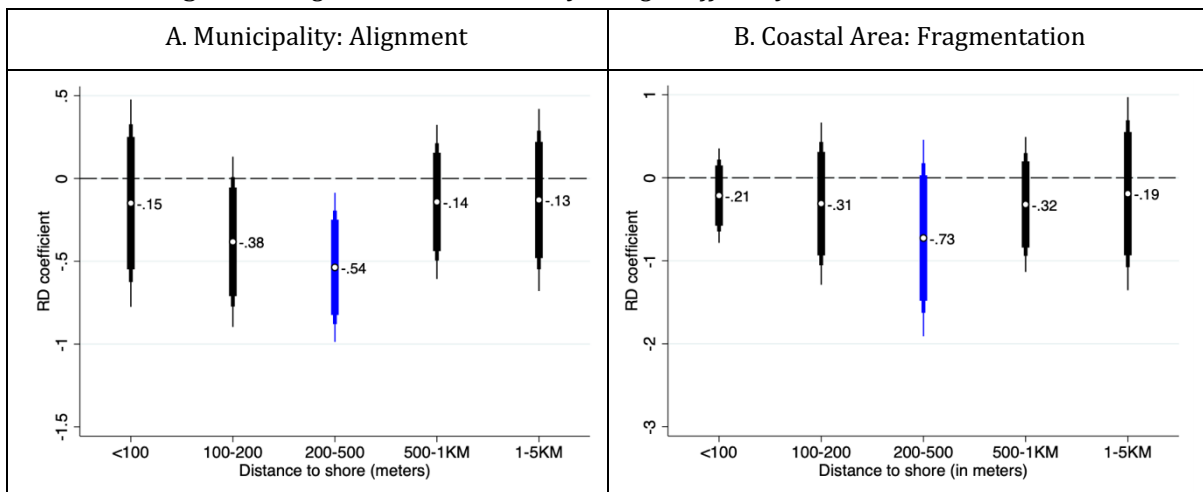 A. Municipality: Alignment
B. Coastal Area: Fragmentation
.5
0
-.5
-1
-1.5
RD coefficient
-.15
-.38
-.54
-.14
-.13
<100
100-200
200-500
500-1KM
1-5KM
Distance to shore (meters)
1
0
-1
-2
-3
RD coefficient
-.21
-.31
-.73
-.32
-.19
<100
100-200
200-500
500-1KM
1-5KM
Distance to shore (in meters)